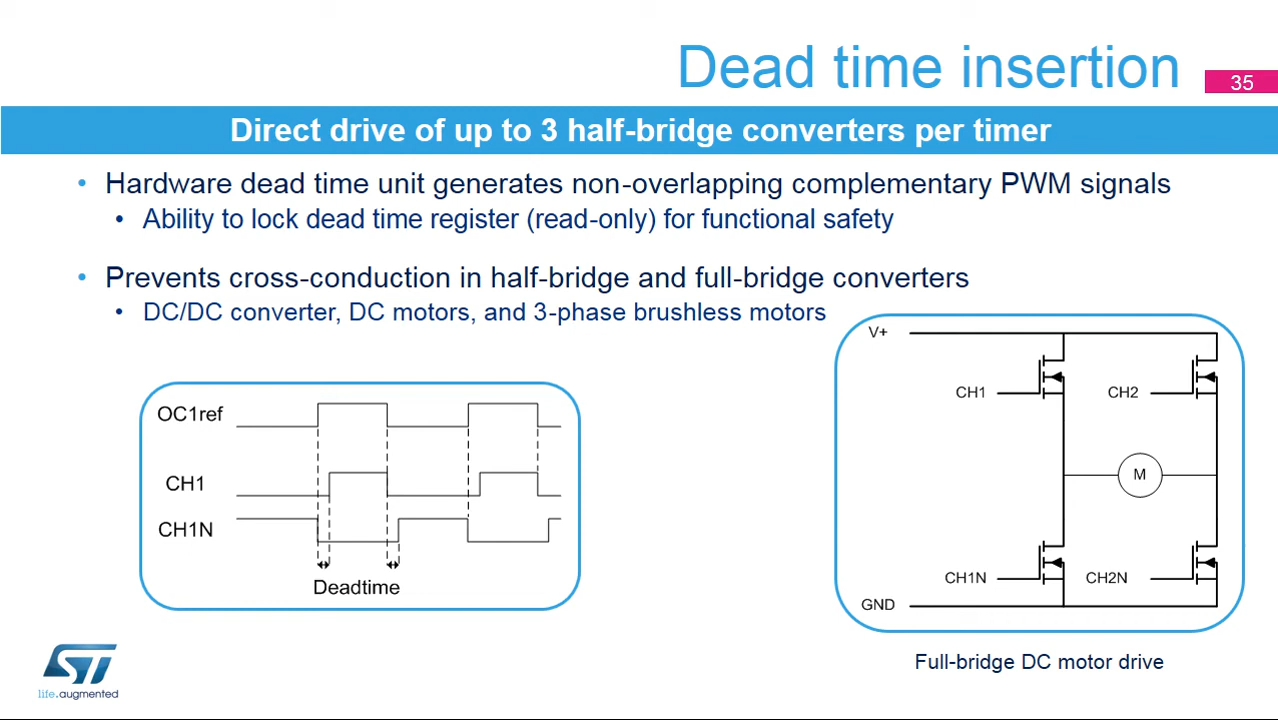 Dead time insertion
35
Direct drive of up to 3 half-bridge converters per timer
• Hardware dead time unit generates non-overlapping complementary PWM signals
• Ability to lock dead time register (read-only) for functional safety
• Prevents cross-conduction in half-bridge and full-bridge converters
• DC/DC converter, DC motors, and 3-phase brushless motors
OC1ref
CH1
CH1N
Deadtime
V+
CH1
CH2
M
CH1N
CH2N
GND
Full-bridge DC motor drive
ST
life.augmented